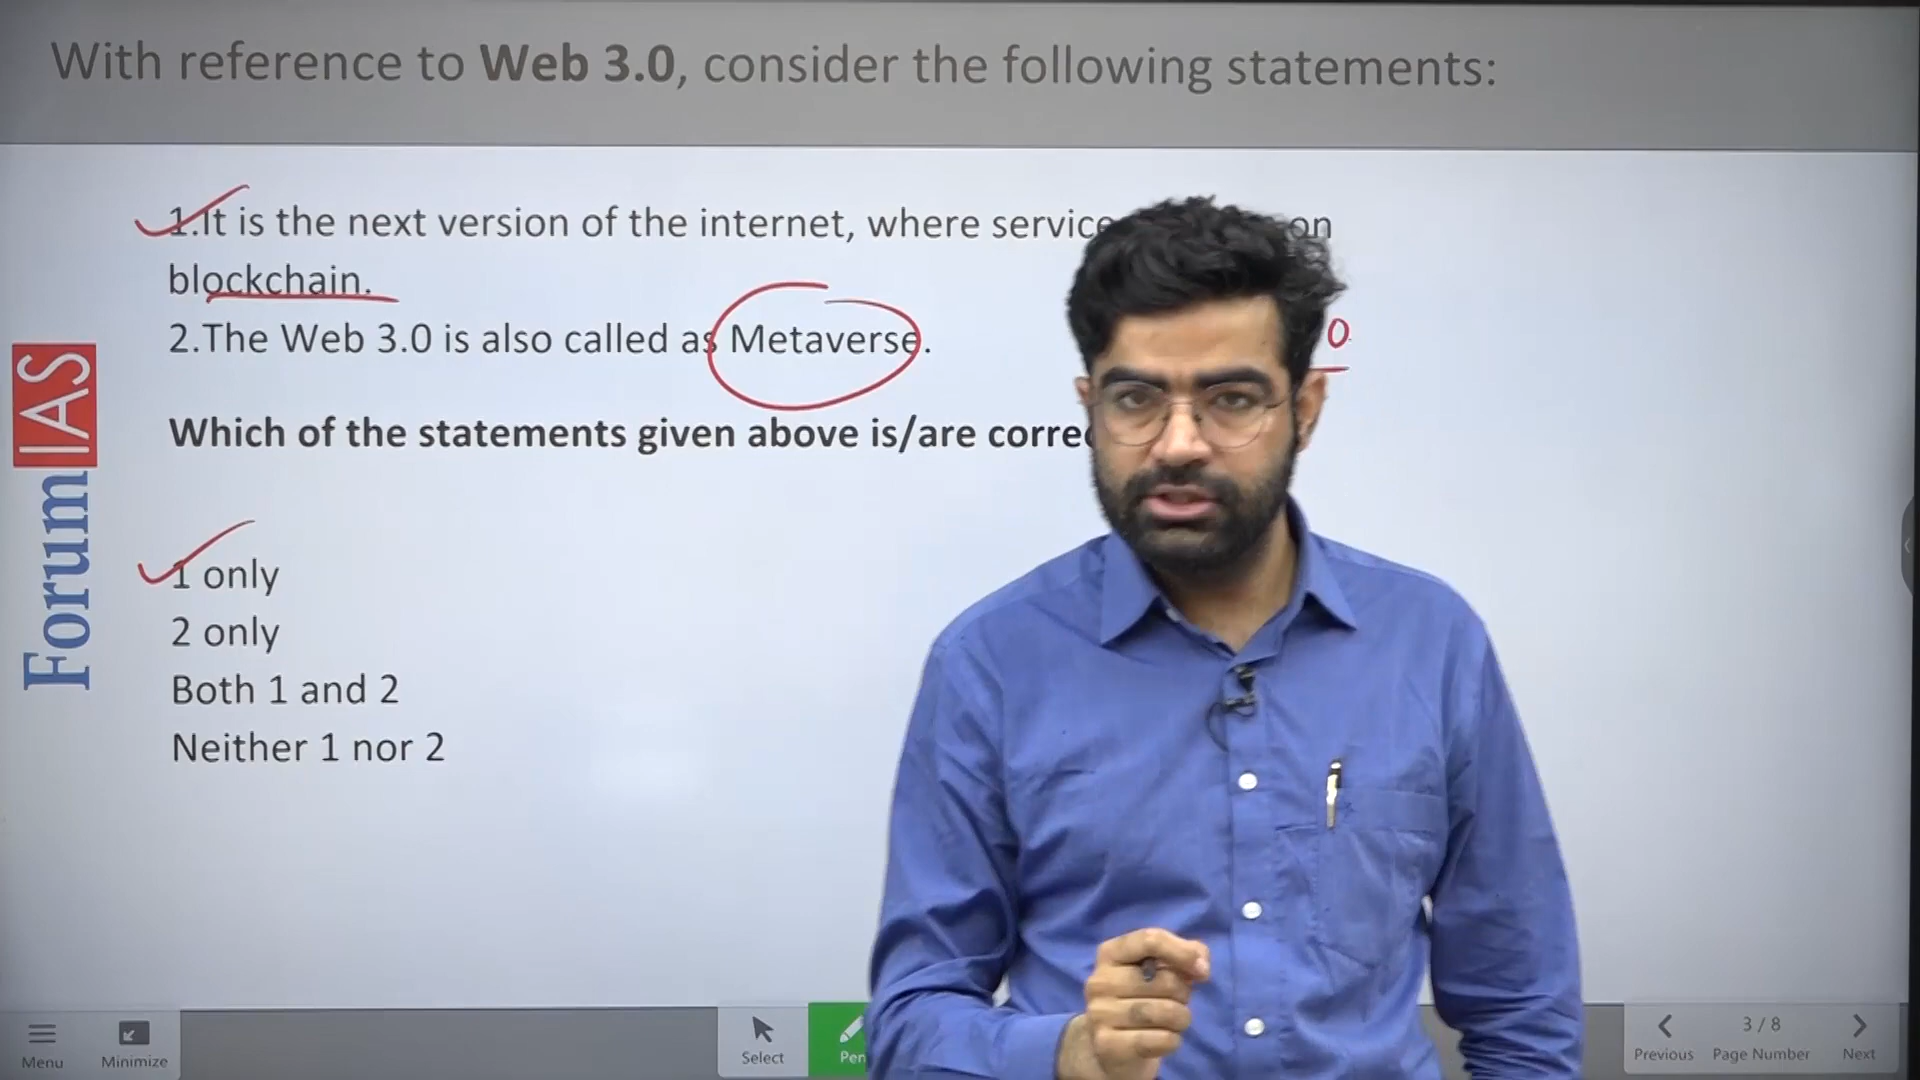 With reference to Web 3.0, consider the following statements:
1.It is the next version of the internet, where on
blockchain.
2.The Web 3.0 is also called as Metaverse.
0
Which of the statements given above is/are
1 only
2 only
Both 1 and 2
Neither 1 nor 2
ForumIAS
Menu
Minimize
Select
Pen
Previous
3 / 8
Page Number
Next